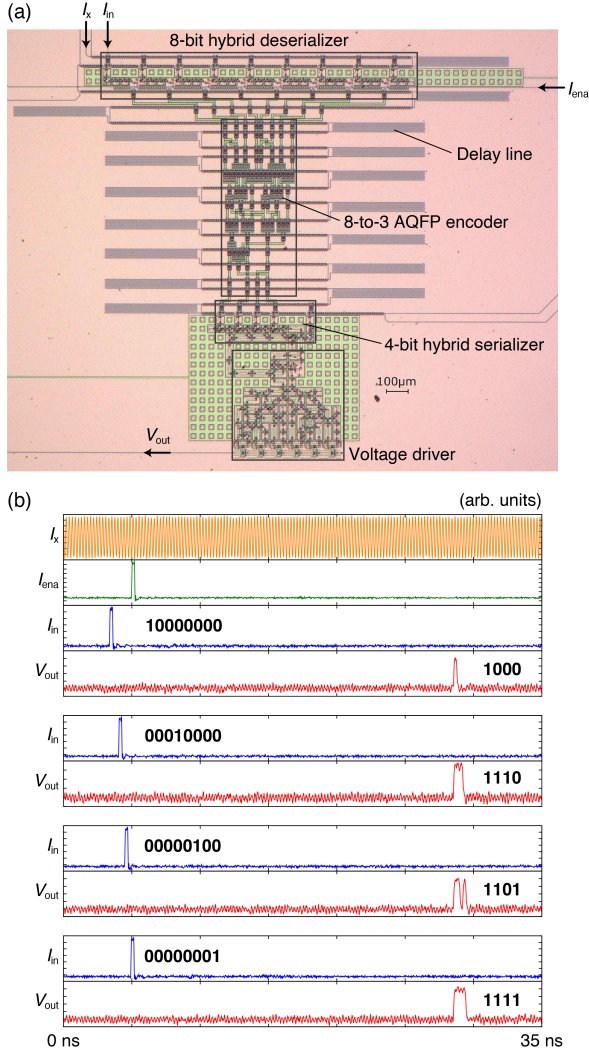 (a)
Ix Iin
8-bit hybrid deserializer
Iena
Delay line
8-to-3 AQFP encoder
4-bit hybrid serializer
100μm
Vout
Voltage driver
(b)
(arb. units)
Ix
Iena
Iin
10000000
Vout
1000
Iin
00010000
Vout
1110
Iin
00000100
Vout
1101
Iin
00000001
Vout
1111
0 ns
35 ns